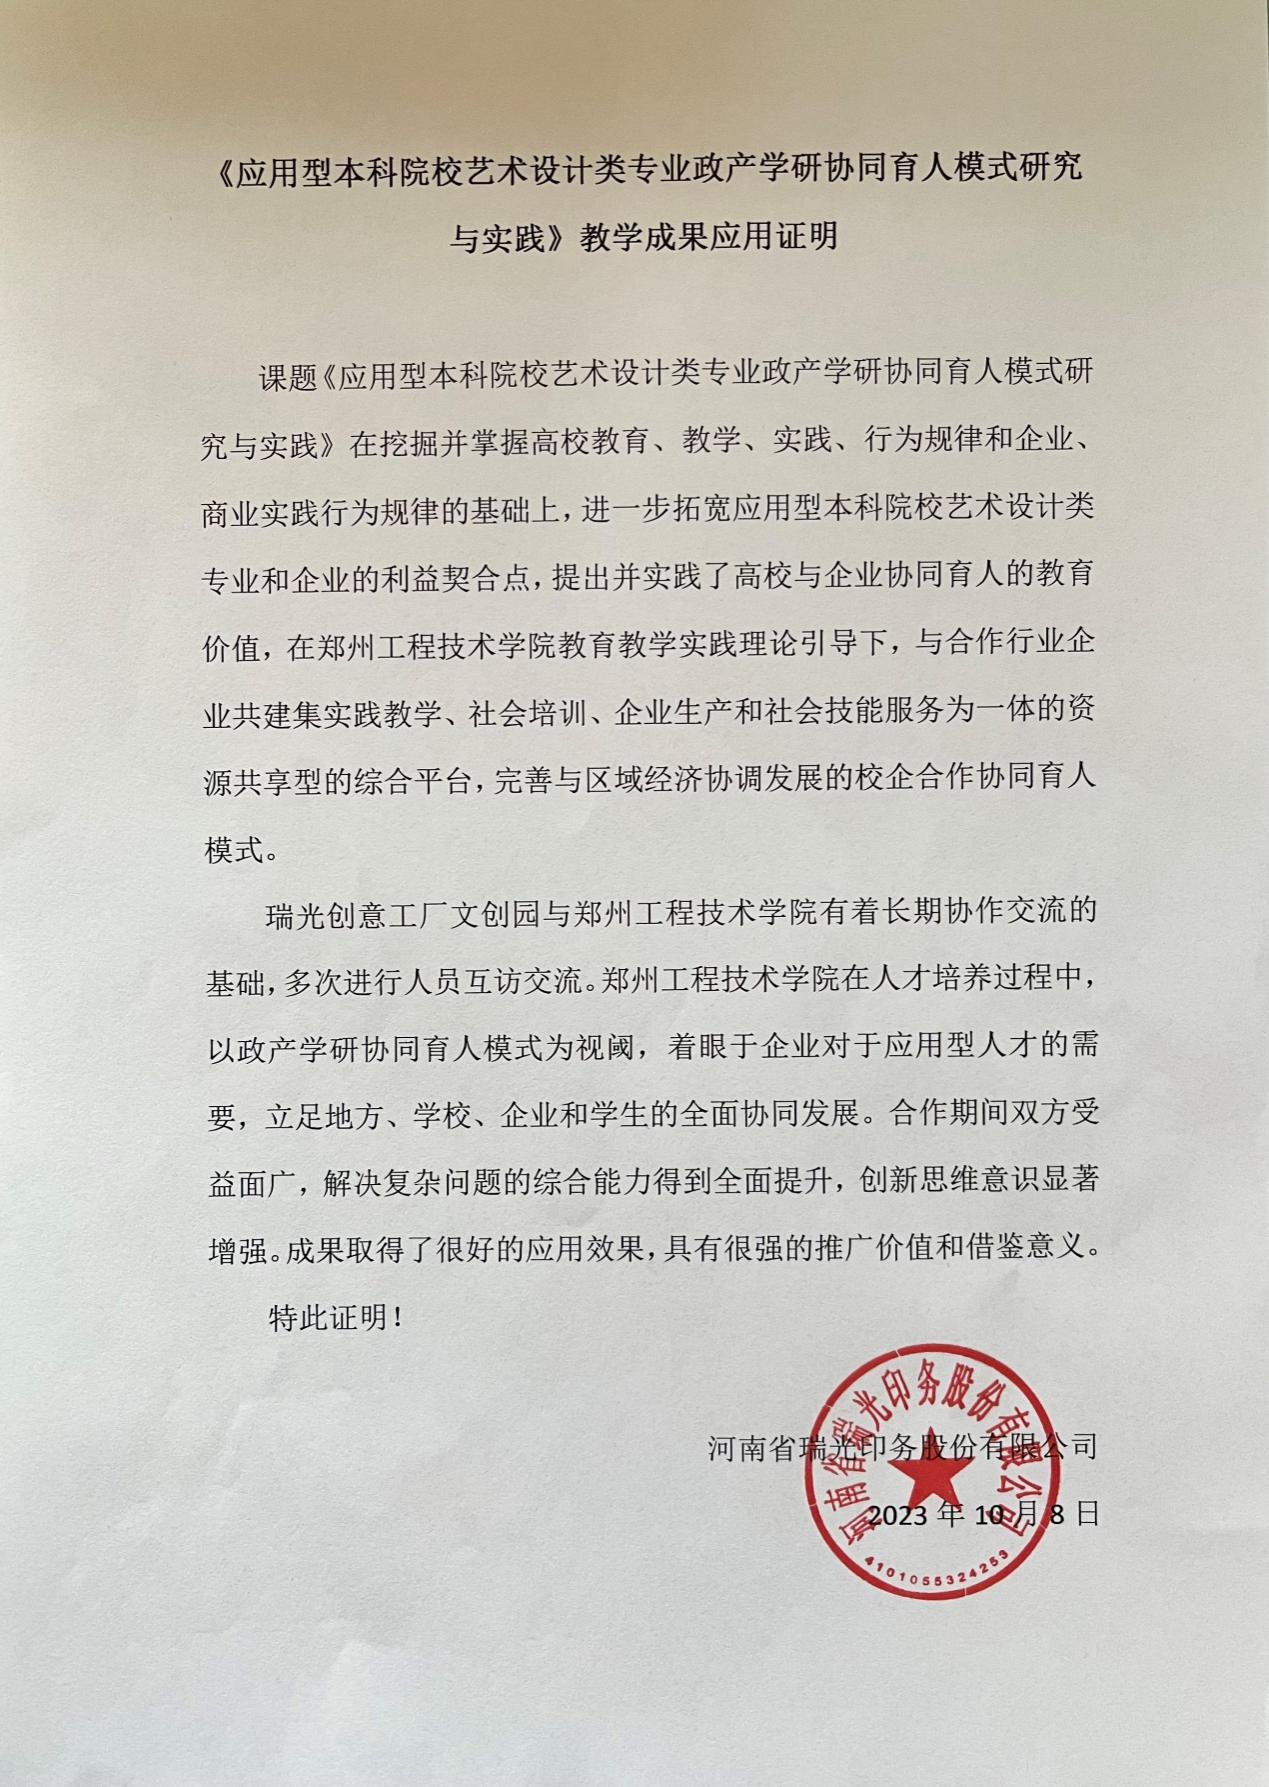 《应用型本科院校艺术设计类专业政产学研协同育人模式研究
与实践》教学成果应用证明
课题《应用型本科院校艺术设计类专业政产学研协同育人模式研
究与实践》在挖掘并掌握高校教育、教学、实践、行为规律和企业、
商业实践行为规律的基础上，进一步拓宽应用型本科院校艺术设计类
专业和企业的利益契合点，提出并实践了高校与企业协同育人的教育
价值，在郑州工程技术学院教育教学实践理论引导下，与合作行业企
业共建集实践教学、社会培训、企业生产和社会技能服务为一体的资
源共享型的综合平台，完善与区域经济协调发展的校企合作协同育人
模式。
瑞光创意工厂文创园与郑州工程技术学院有着长期协作交流的
基础，多次进行人员互访交流。郑州工程技术学院在人才培养过程中，
以政产学研协同育人模式为视阈，着眼于企业对于应用型人才的需
要，立足地方、学校、企业和学生的全面协同发展。合作期间双方受
益面广，解决复杂问题的综合能力得到全面提升，创新思维意识显著
增强。成果取得了很好的应用效果，具有很强的推广价值和借鉴意义。
特此证明！
河南省瑞光印务股份有限公司
2023 年 10 月 8 日
河南省瑞光印务股份有限公司
4101055324253